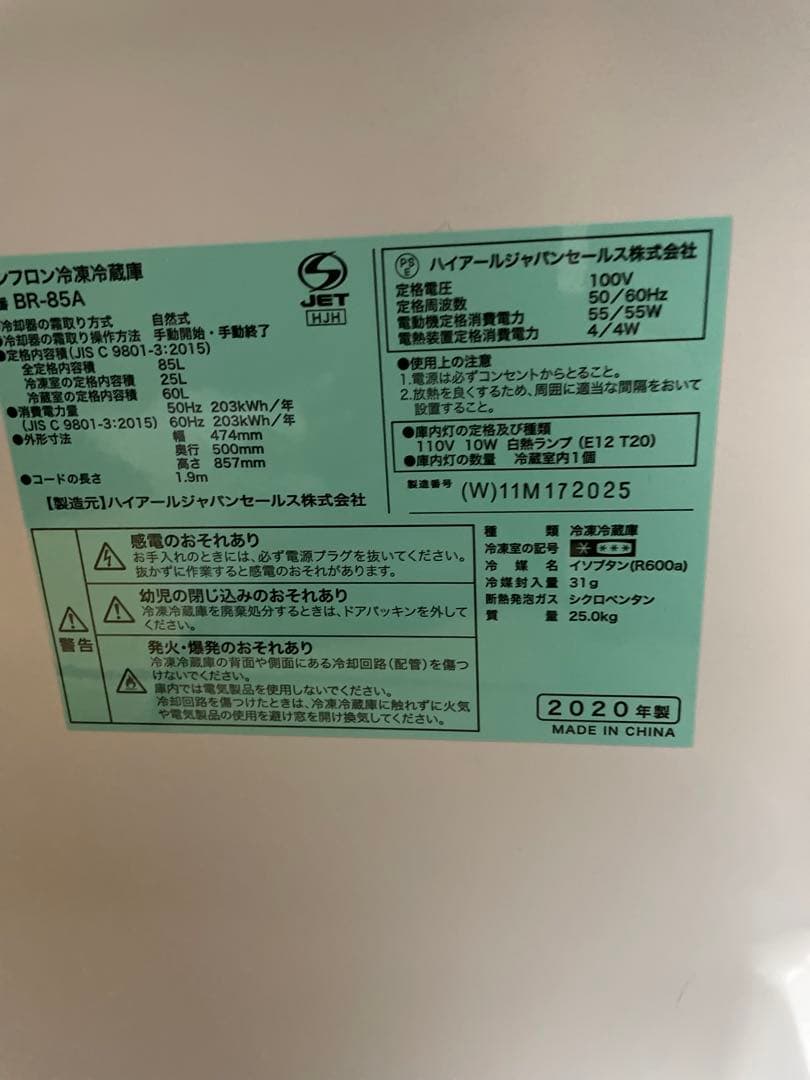 ンフロン冷凍冷蔵庫
番 BR-85A
冷却器の霜取り方式 自然式
●冷却器の霜取り操作方法 手動開始・手動終了
●定格内容積(JIS C 9801-3:2015)
全定格内容積 85L
冷凍室の定格内容積 25L
冷蔵室の定格内容積 60L
●消費電力量 50Hz 203kWh/年
(JIS C 9801-3:2015) 60Hz 203kWh/年
●外形寸法 幅 474mm
奥行 500mm
高さ 857mm
●コードの長さ 1.9m
【製造元】ハイアールジャパンセールス株式会社
JET
HJH
PSE ハイアールジャパンセールス株式会社
定格電圧 100V
定格周波数 50/60Hz
電動機定格消費電力 55/55W
電熱装置定格消費電力 4/4W
●使用上の注意
1.電源は必ずコンセントからとること。
2.放熱を良くするため、周囲に適当な間隔をおいて
設置すること。
●庫内灯の定格及び種類
110V 10W 白熱ランプ (E12 T20)
●庫内灯の数量 冷蔵室内1個
製造番号 (W)11M172025
警告
感電のおそれあり
お手入れのときには、必ず電源プラグを抜いてください。
抜かずに作業すると感電のおそれがあります。
幼児の閉じ込みのおそれあり
冷凍冷蔵庫を廃棄処分するときは、ドアパッキンを外して
ください。
発火・爆発のおそれあり
冷凍冷蔵庫の背面や側面にある冷却回路(配管)を傷つ
けないでください。
庫内では電気製品を使用しないでください。
冷却回路を傷つけたときは、冷凍冷蔵庫に触れずに火気
や電気製品の使用を避け窓を開け換気してください。
種類 冷凍冷蔵庫
冷凍室の記号 * ***
冷媒名 イソブタン(R600a)
冷媒封入量 31g
断熱発泡ガス シクロペンタン
質量 25.0kg
2020年製
MADE IN CHINA